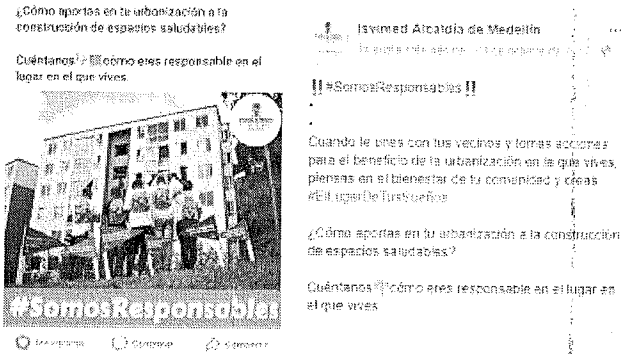 ¿Cómo aportas en tu urbanización a la
construcción de espacios saludables?
Cuéntanos cómo eres responsable en el
lugar en el que vives.
#SomosResponsables
Comentar
Isvimed Alcaldía de Medellín
...
‼ #SomosResponsables ‼
.
.
Cuando te unes con tus vecinos y tomas acciones
para el beneficio de la urbanización en la que vives,
piensas en el bienestar de tu comunidad y creas
#ElLugarDeTusSueños
¿Cómo aportas en tu urbanización a la construcción
de espacios saludables?
Cuéntanos cómo eres responsable en el lugar en
el que vives